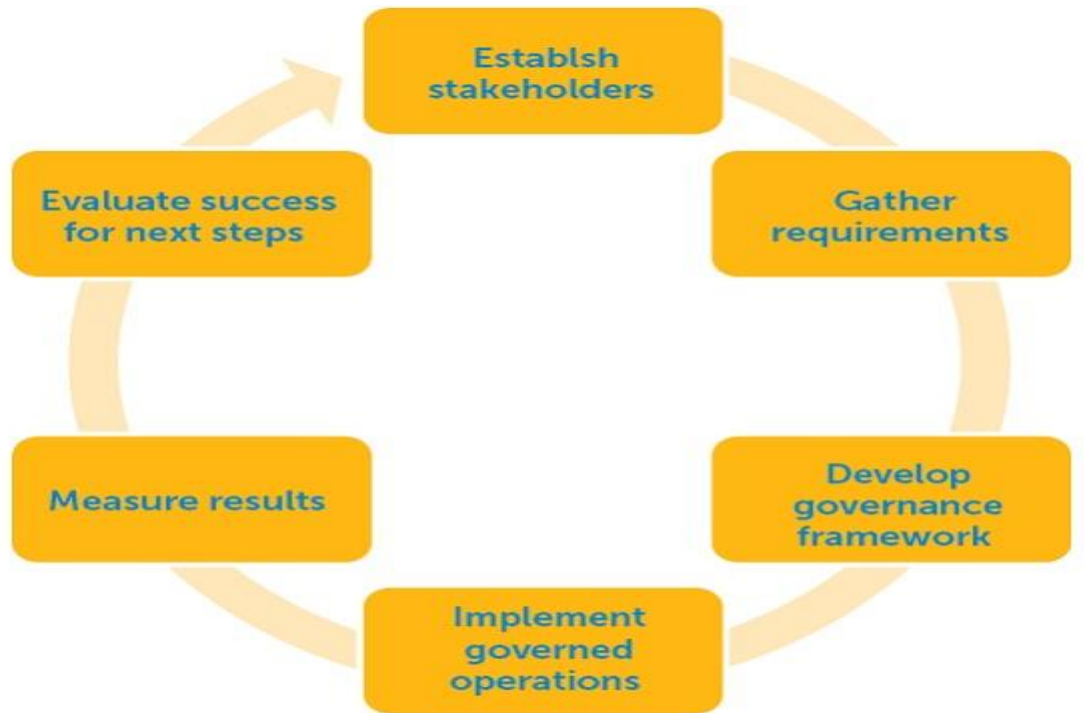 Establsh
stakeholders
Gather
requirements
Develop
governance
framework
Implement
governed
operations
Measure results
Evaluate success
for next steps